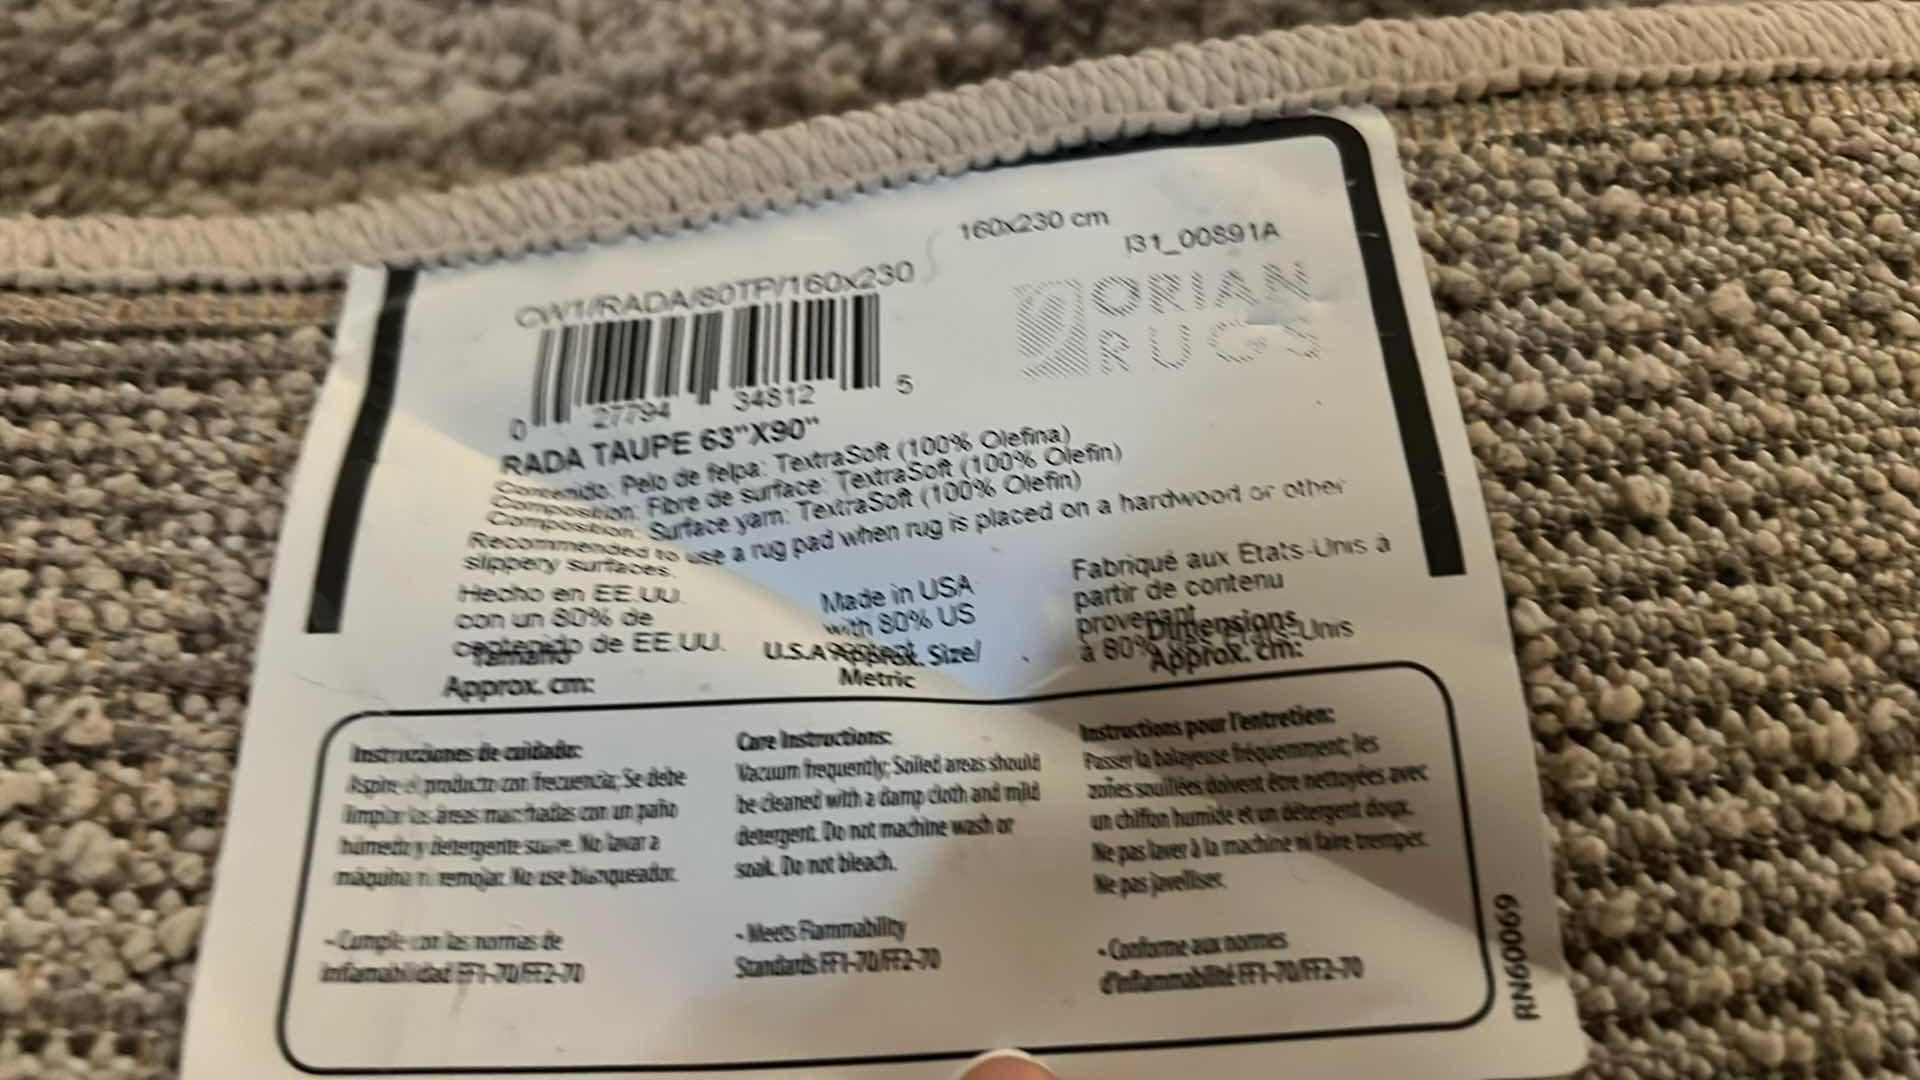 160x230 cm
I31_00891A
CW1/RADA/80TP/160x230
ORIAN
RUGS
0 27794 34812 5
RADA TAUPE 63"X90"
Contenido: Pelo de felpa: TextraSoft (100% Olefina)
Composition: Fibre de surface: TextraSoft (100% Olefin)
Composition: Surface yarn: TextraSoft (100% Olefin)
Recommended to use a rug pad when rug is placed on a hardwood or other
slippery surfaces.
Hecho en EE.UU.
con un 80% de
contenido de EE.UU.
Tamaño
Approx. cm:
Made in USA
with 80% US
U.S.A Approx. Size/
Metric
Fabriqué aux États-Unis à
partir de contenu
provenant
à 80% États-Unis
Dimensions
Approx. cm:
Instrucciones de cuidado:
Aspire el producto con frecuencia; Se debe
limpiar las áreas manchadas con un paño
húmedo y detergente suave. No lavar a
máquina ni remojar. No use blanqueador.
- Cumple con las normas de
inflamabilidad FF1-70/FF2-70
Care Instructions:
Vacuum frequently; Soiled areas should
be cleaned with a damp cloth and mild
detergent. Do not machine wash or
soak. Do not bleach.
- Meets Flammability
Standards FF1-70/FF2-70
Instructions pour l'entretien:
Passer la balayeuse fréquemment; les
zones souillées doivent être nettoyées avec
un chiffon humide et un détergent doux.
Ne pas laver à la machine ni faire tremper.
Ne pas javelliser.
- Conforme aux normes
d'inflammabilité FF1-70/FF2-70
RN60069